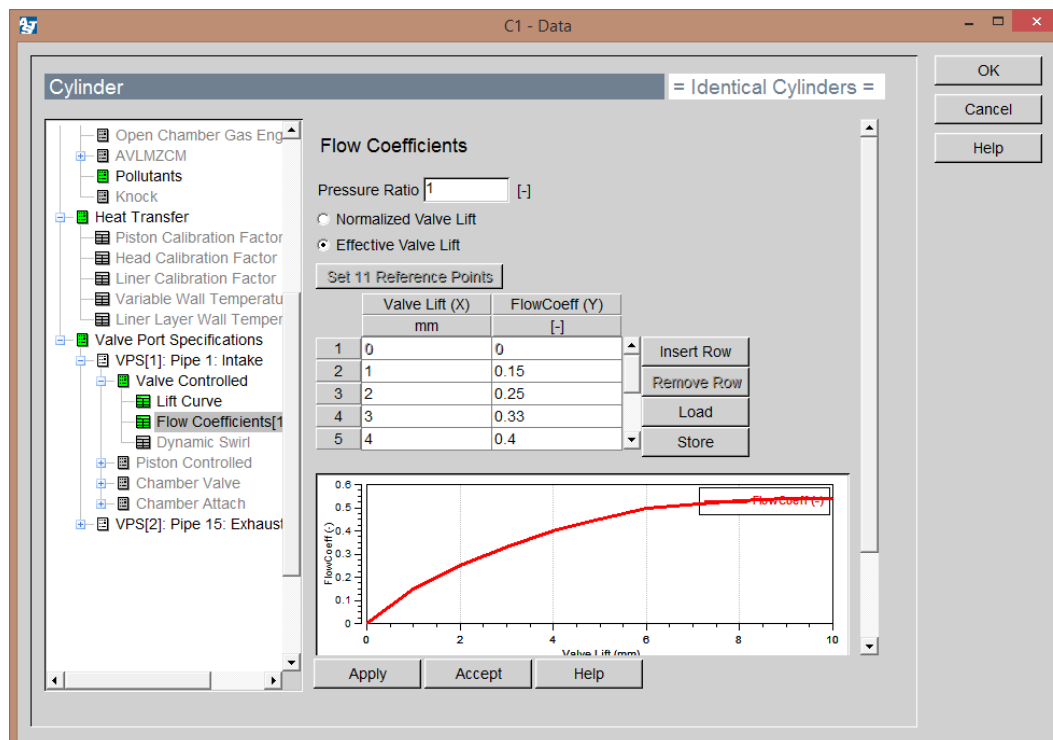 C1 - Data
OK
Cancel
Help
Cylinder
= Identical Cylinders =
Open Chamber Gas Eng
AVLMZCM
Pollutants
Knock
Heat Transfer
Piston Calibration Factor
Head Calibration Factor
Liner Calibration Factor
Variable Wall Temperatu
Liner Layer Wall Temper
Valve Port Specifications
VPS[1]: Pipe 1: Intake
Valve Controlled
Lift Curve
Flow Coefficients[1
Dynamic Swirl
Piston Controlled
Chamber Valve
Chamber Attach
VPS[2]: Pipe 15: Exhaust
Flow Coefficients
Pressure Ratio 1 [-]
Normalized Valve Lift
Effective Valve Lift
Set 11 Reference Points
Valve Lift (X) FlowCoeff (Y)
mm [-]
1 0 0
2 1 0.15
3 2 0.25
4 3 0.33
5 4 0.4
Insert Row
Remove Row
Load
Store
FlowCoeff (-)
0.6
0.5
0.4
0.3
0.2
0.1
0
FlowCoeff (-)
0 2 4 6 8 10
Valve Lift (mm)
Apply Accept Help